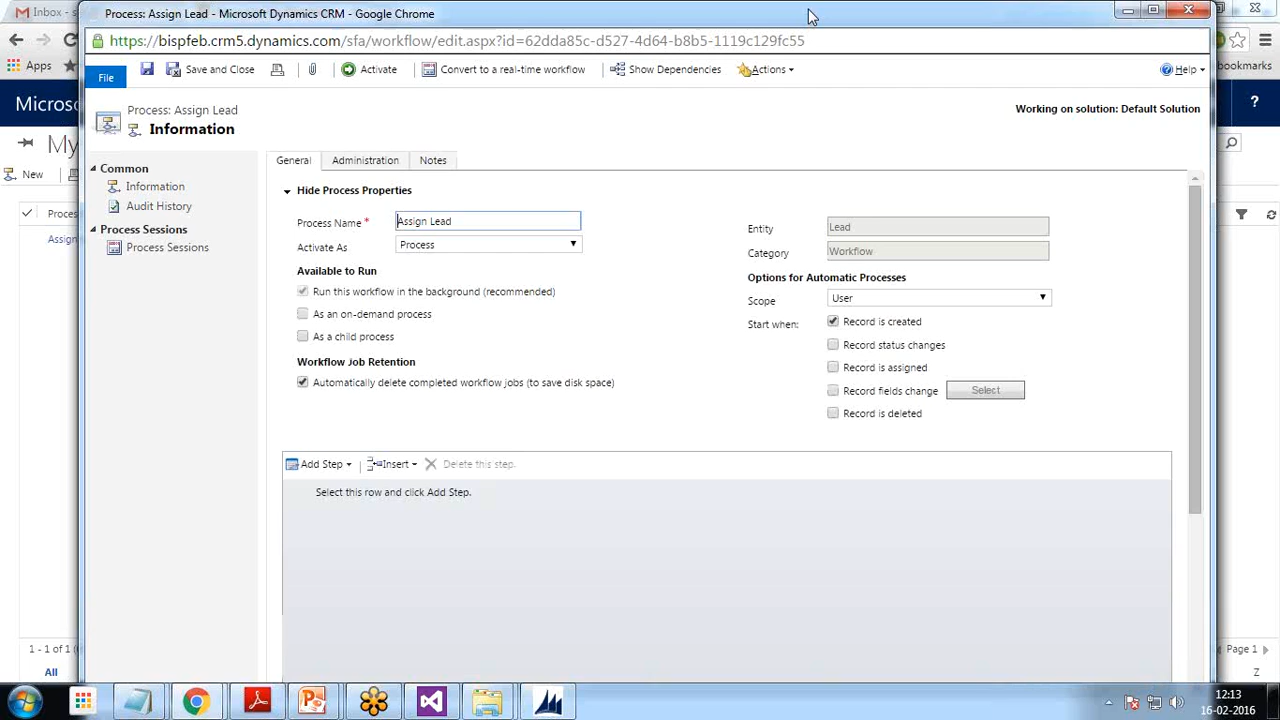 Inbox - s
Process: Assign Lead - Microsoft Dynamics CRM - Google Chrome
https://bispfeb.crm5.dynamics.com/sfa/workflow/edit.aspx?id=62dda85c-d527-4d64-b8b5-1119c129fc55
Apps
ookmarks
File
Save and Close
Activate
Convert to a real-time workflow
Show Dependencies
Actions
Help
Microso
?
Process: Assign Lead
Information
Working on solution: Default Solution
My
New
Process
Assign
Common
Information
Audit History
Process Sessions
Process Sessions
General
Administration
Notes
Hide Process Properties
Process Name *
Assign Lead
Activate As
Process
Available to Run
Run this workflow in the background (recommended)
As an on-demand process
As a child process
Workflow Job Retention
Automatically delete completed workflow jobs (to save disk space)
Entity
Lead
Category
Workflow
Options for Automatic Processes
Scope
User
Start when:
Record is created
Record status changes
Record is assigned
Record fields change
Select
Record is deleted
Add Step
Insert
Delete this step.
Select this row and click Add Step.
1 - 1 of 1 (
Page 1
All
Z
12:13
16-02-2016